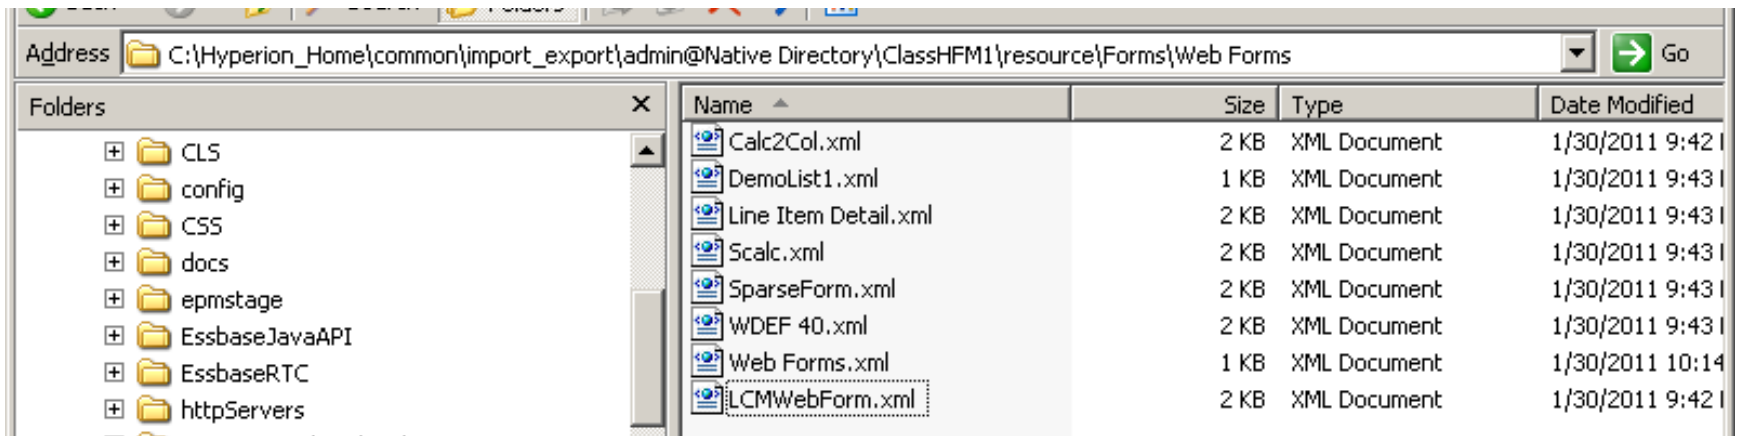 Address C:\Hyperion_Home\common\import_export\admin@Native Directory\ClassHFM1\resource\Forms\Web Forms Go
Folders Name Size Type Date Modified
CLS
config
CSS
docs
epmstage
EssbaseJavaAPI
EssbaseRTC
httpServers
Calc2Col.xml 2 KB XML Document 1/30/2011 9:42
DemoList1.xml 1 KB XML Document 1/30/2011 9:43
Line Item Detail.xml 2 KB XML Document 1/30/2011 9:43
Scalc.xml 2 KB XML Document 1/30/2011 9:43
SparseForm.xml 2 KB XML Document 1/30/2011 9:43
WDEF 40.xml 2 KB XML Document 1/30/2011 9:43
Web Forms.xml 1 KB XML Document 1/30/2011 10:14
LCMWebForm.xml 2 KB XML Document 1/30/2011 9:42